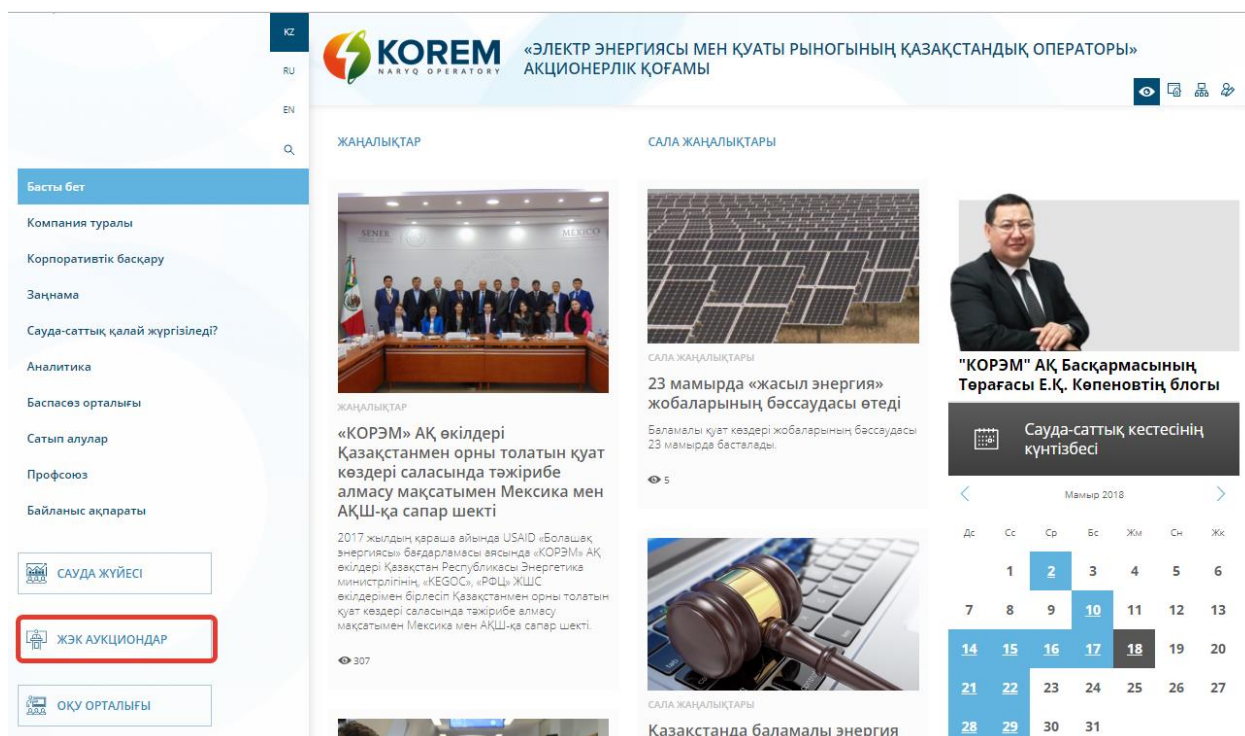 KZ
RU
EN
Басты бет
Компания туралы
Корпоративтік басқару
Заңнама
Сауда-саттық қалай жүргізіледі?
Аналитика
Баспасөз орталығы
Сатып алулар
Профсоюз
Байланыс ақпараты
САУДА ЖҮЙЕСІ
ЖЭК АУКЦИОНДАР
ОҚУ ОРТАЛЫҒЫ
KOREM
NARYQ OPERATORY
«ЭЛЕКТР ЭНЕРГИЯСЫ МЕН ҚУАТЫ РЫНОГЫНЫҢ ҚАЗАҚСТАНДЫҚ ОПЕРАТОРЫ»
АКЦИОНЕРЛІК ҚОҒАМЫ
ЖАҢАЛЫҚТАР
SENER
MEXICO
ЖАҢАЛЫҚТАР
«КОРЭМ» АҚ өкілдері
Қазақстанмен орны толатын қуат
көздері саласында тәжірибе
алмасу мақсатымен Мексика мен
АҚШ-қа сапар шекті
2017 жылдың қараша айында USAID «Болашақ
энергиясы» бағдарламасы аясында «КОРЭМ» АҚ
өкілдері Қазақстан Республикасы Энергетика
министрлігінің, «KEGOC», «РФЦ» ЖШС
өкілдерімен бірлесіп Қазақстанмен орны толатын
қуат көздері саласында тәжірибе алмасу
мақсатымен Мексика мен АҚШ-қа сапар шекті.
307
САЛА ЖАҢАЛЫҚТАРЫ
САЛА ЖАҢАЛЫҚТАРЫ
23 мамырда «жасыл энергия»
жобаларының бәссаудасы өтеді
Баламалы қуат көздері жобаларының бәссаудасы
23 мамырда басталады.
5
САЛА ЖАҢАЛЫҚТАРЫ
Қазақстанда баламалы энергия
"КОРЭМ" АҚ Басқармасының
Төрағасы Е.Қ. Көпеновтің блогы
Сауда-саттық кестесінің
күнтізбесі
Мамыр 2018
Дс Сс Ср Бс Жм Сн Жк
1 2 3 4 5 6
7 8 9 10 11 12 13
14 15 16 17 18 19 20
21 22 23 24 25 26 27
28 29 30 31